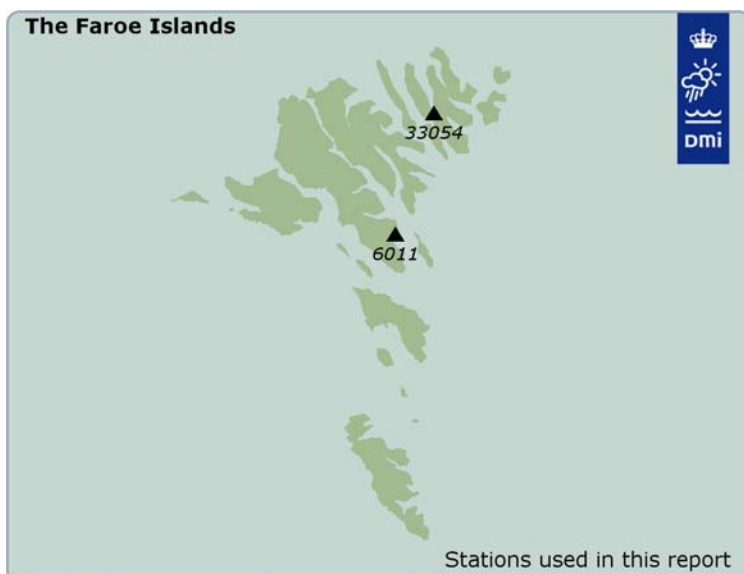 The Faroe Islands
DMi
33054
6011
Stations used in this report